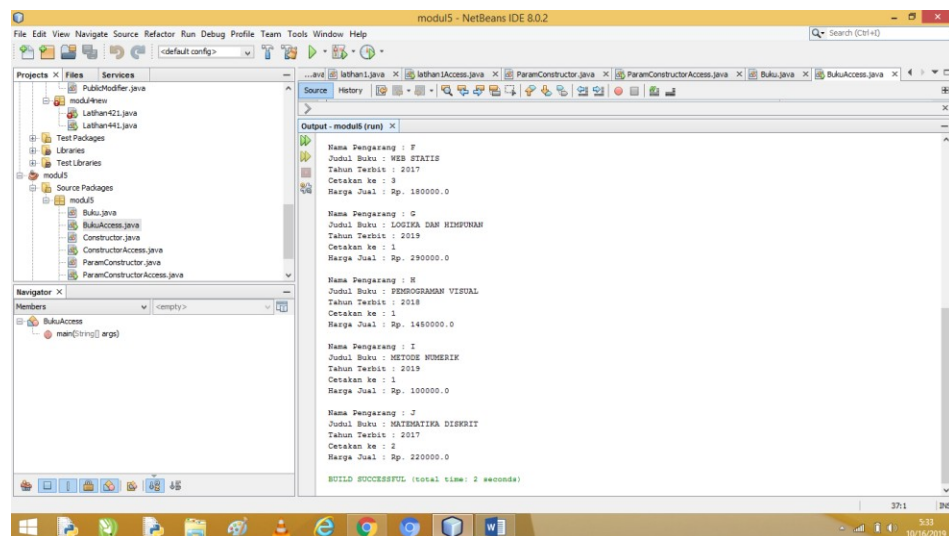 modul5 - NetBeans IDE 8.0.2
File Edit View Navigate Source Refactor Run Debug Profile Team Tools Window Help
Search (Ctrl+I)
<default config>
Projects Files Services
PublicModifier.java
modul4new
Latihan421.java
Latihan441.java
Test Packages
Libraries
Test Libraries
modul5
Source Packages
modul5
Buku.java
BukuAccess.java
Constructor.java
ConstructorAccess.java
ParamConstructor.java
ParamConstructorAccess.java
Navigator
Members <empty>
BukuAccess
main(String[] args)
...ava lathan1.java lathan1Access.java ParamConstructor.java ParamConstructorAccess.java Buku.java BukuAccess.java
Source History
Output - modul5 (run)
Nama Pengarang : F
Judul Buku : WEB STATIS
Tahun Terbit : 2017
Cetakan ke : 3
Harga Jual : Rp. 180000.0
Nama Pengarang : G
Judul Buku : LOGIKA DAN HIMPUNAN
Tahun Terbit : 2019
Cetakan ke : 1
Harga Jual : Rp. 290000.0
Nama Pengarang : H
Judul Buku : PEMROGRAMAN VISUAL
Tahun Terbit : 2018
Cetakan ke : 1
Harga Jual : Rp. 1450000.0
Nama Pengarang : I
Judul Buku : METODE NUMERIK
Tahun Terbit : 2019
Cetakan ke : 1
Harga Jual : Rp. 100000.0
Nama Pengarang : J
Judul Buku : MATEMATIKA DISKRIT
Tahun Terbit : 2017
Cetakan ke : 2
Harga Jual : Rp. 220000.0
BUILD SUCCESSFUL (total time: 2 seconds)
37:1 INS
5:33
10/16/2019